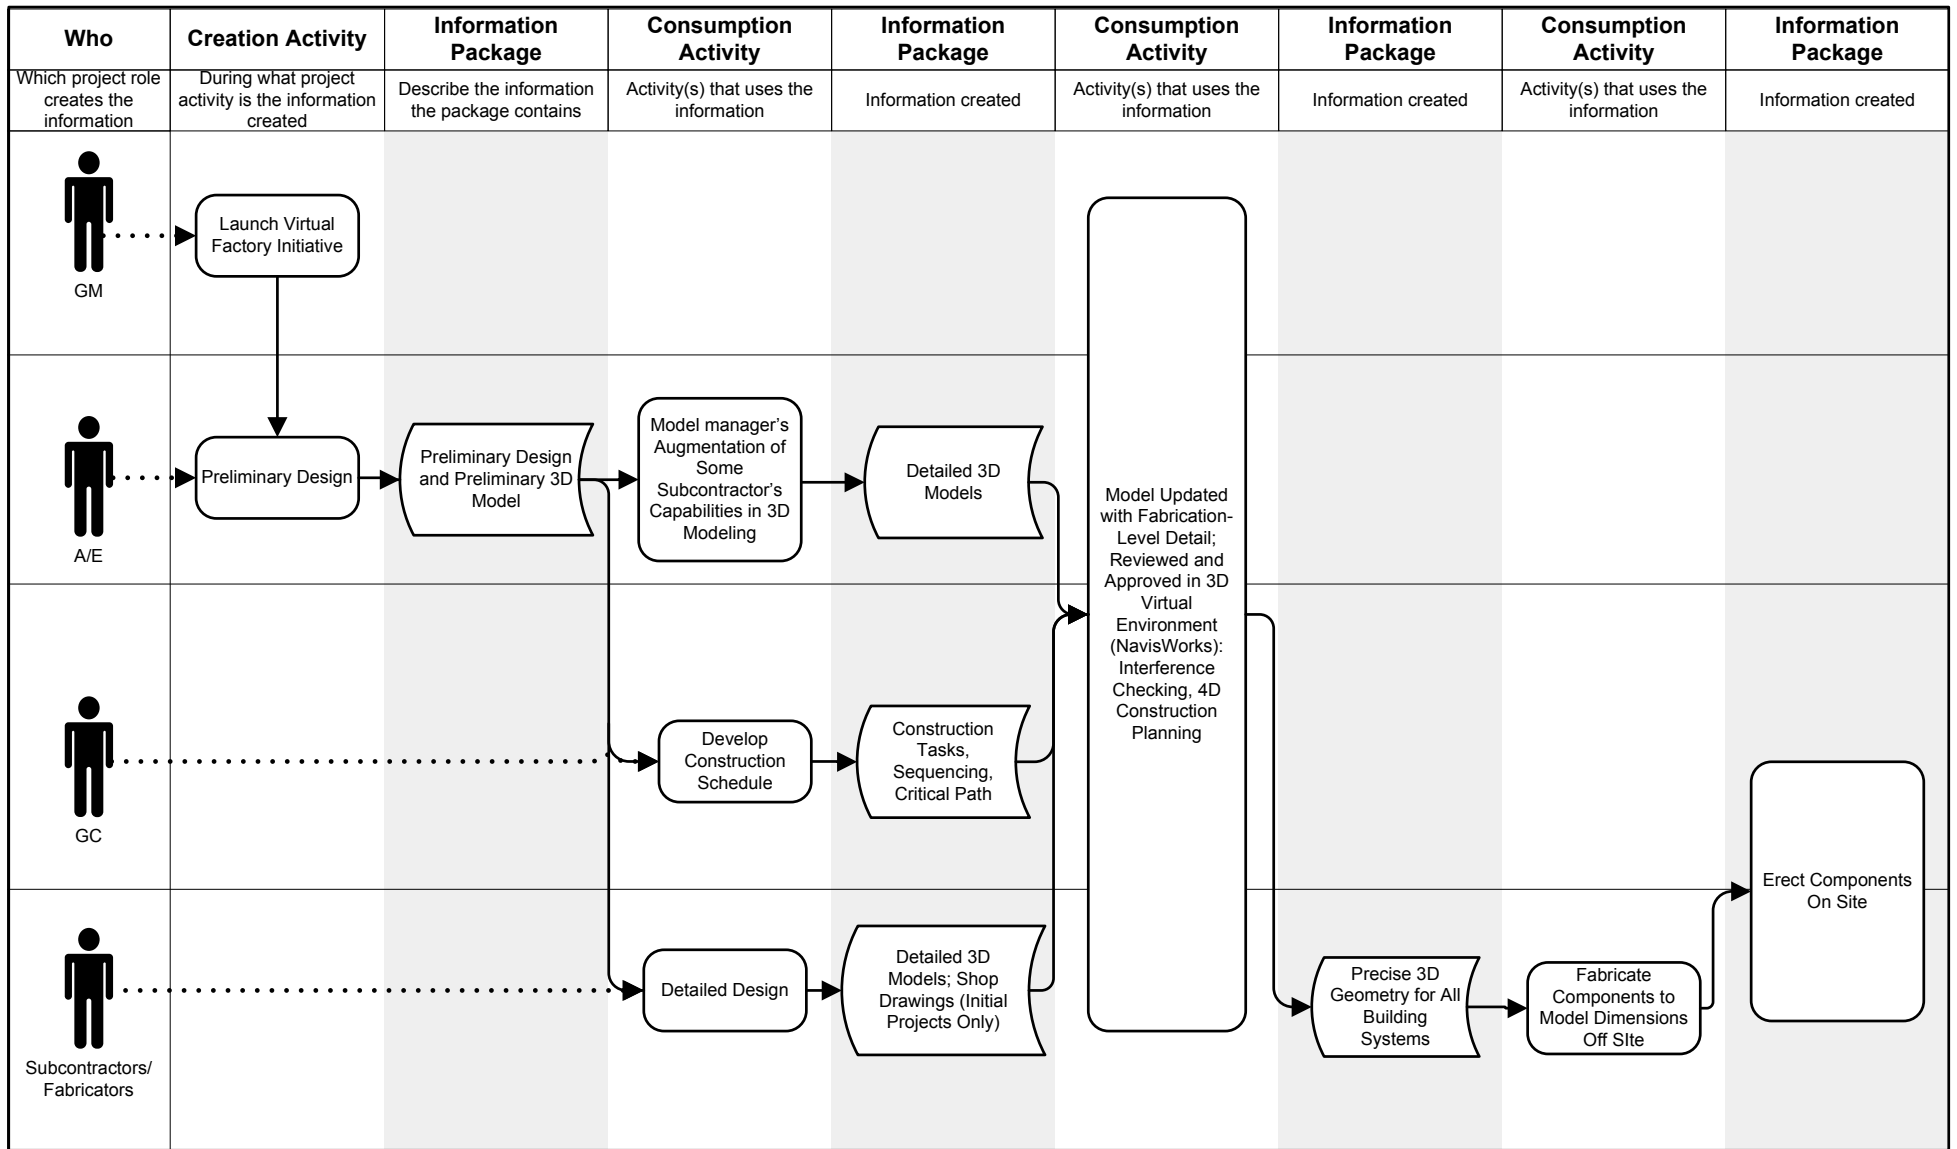 Who
Creation Activity
Information
Package
Consumption
Activity
Information
Package
Consumption
Activity
Information
Package
Consumption
Activity
Information
Package
Which project role
creates the
information
During what project
activity is the information
created
Describe the information
the package contains
Activity(s) that uses the
information
Information created
Activity(s) that uses the
information
Information created
Activity(s) that uses the
information
Information created
GM
Launch Virtual
Factory Initiative
A/E
Preliminary Design
Preliminary Design
and Preliminary 3D
Model
Model manager's
Augmentation of
Some
Subcontractor's
Capabilities in 3D
Modeling
Detailed 3D
Models
Model Updated
with Fabrication-
Level Detail;
Reviewed and
Approved in 3D
Virtual
Environment
(NavisWorks):
Interference
Checking, 4D
Construction
Planning
GC
Develop
Construction
Schedule
Construction
Tasks,
Sequencing,
Critical Path
Erect Components
On Site
Subcontractors/
Fabricators
Detailed Design
Detailed 3D
Models; Shop
Drawings (Initial
Projects Only)
Precise 3D
Geometry for All
Building
Systems
Fabricate
Components to
Model Dimensions
Off SIte